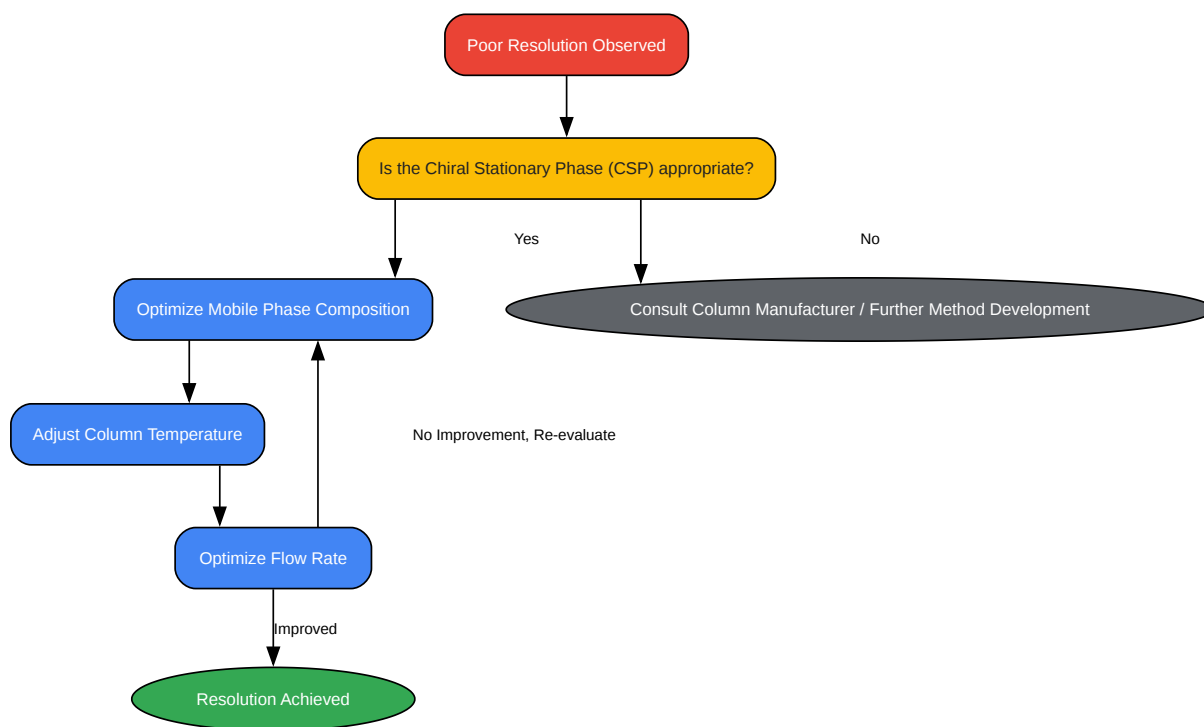 Poor Resolution Observed
Is the Chiral Stationary Phase (CSP) appropriate?
Yes
No
Optimize Mobile Phase Composition
Consult Column Manufacturer / Further Method Development
Adjust Column Temperature
No Improvement, Re-evaluate
Optimize Flow Rate
Improved
Resolution Achieved